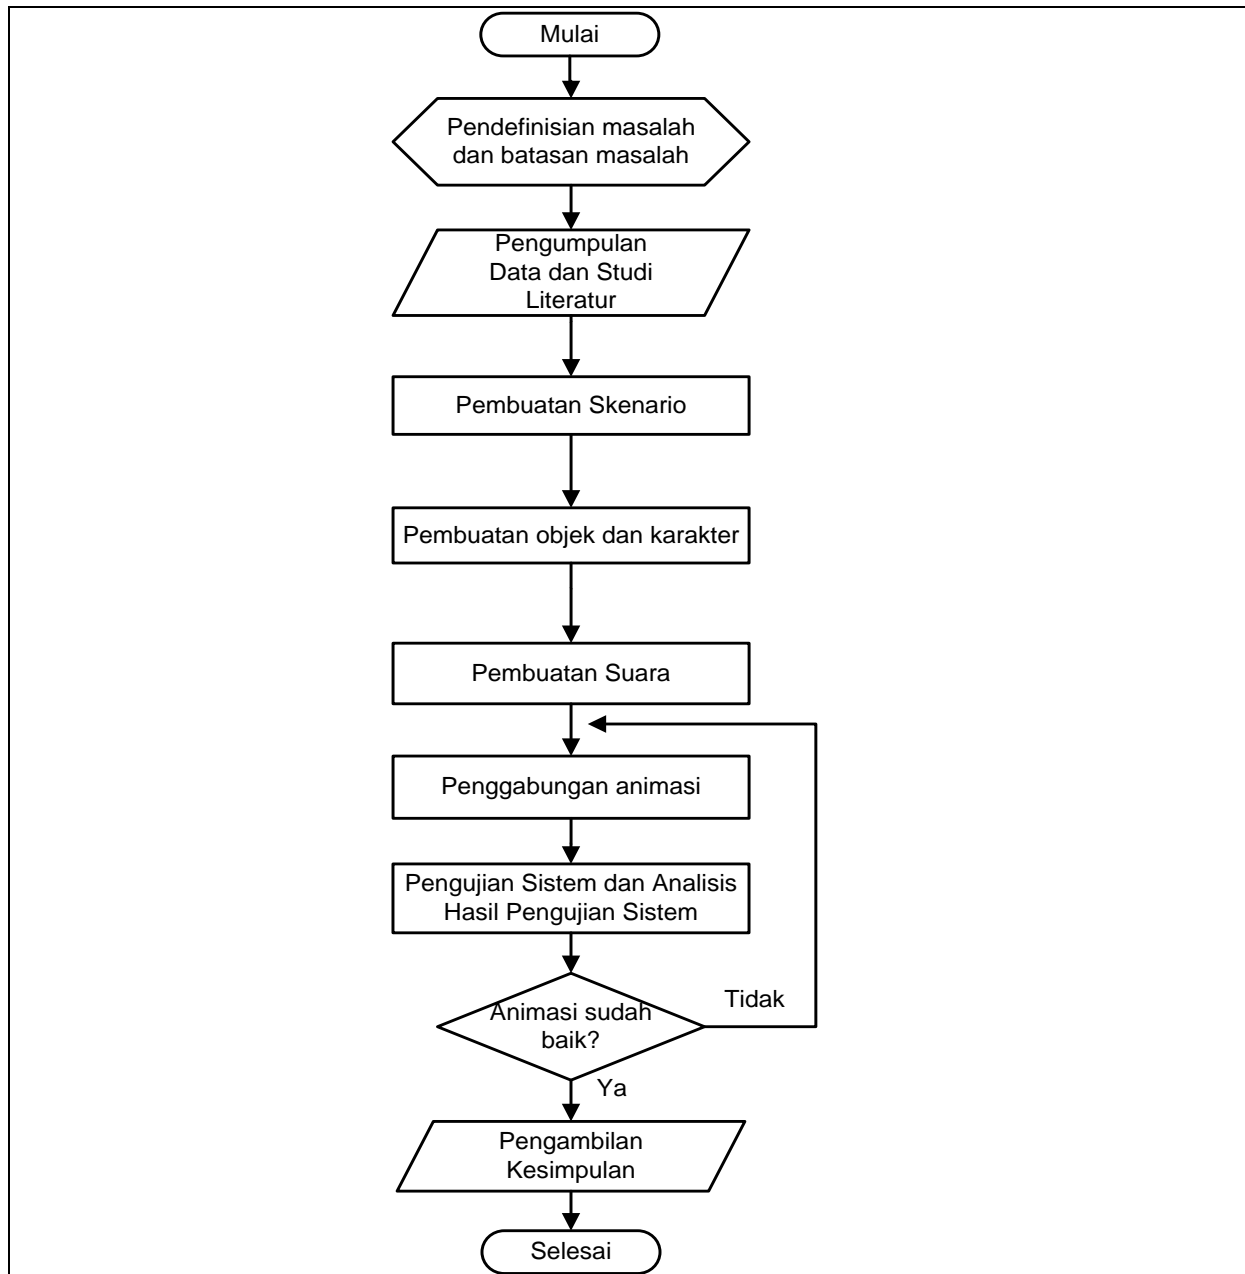 Mulai
Pendefinisian masalah
dan batasan masalah
Pengumpulan
Data dan Studi
Literatur
Pembuatan Skenario
Pembuatan objek dan karakter
Pembuatan Suara
Penggabungan animasi
Pengujian Sistem dan Analisis
Hasil Pengujian Sistem
Animasi sudah
baik?
Tidak
Ya
Pengambilan
Kesimpulan
Selesai